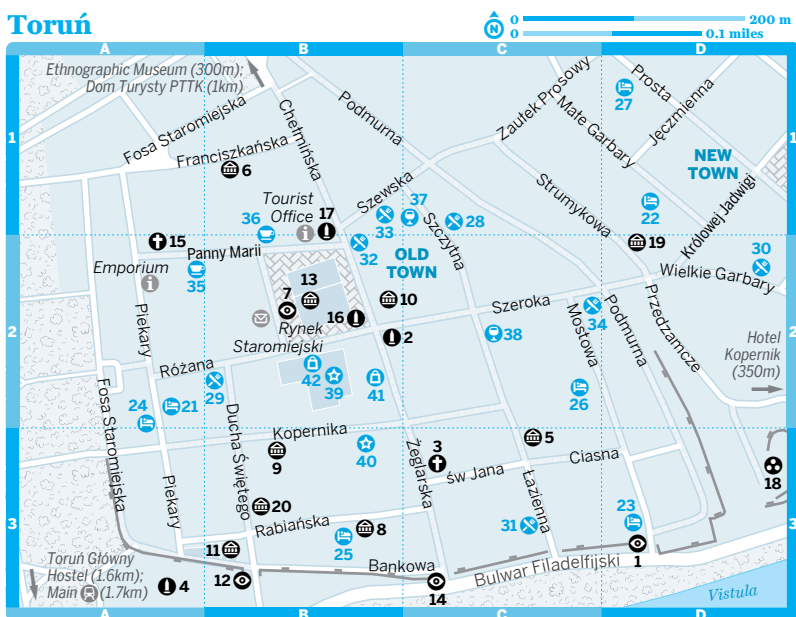 Toruń
N
0 200 m
0 0.1 miles
A B C D
Ethnographic Museum (300m);
Dom Turysty PTTK (1km)
Fosa Staromiejska
Franciszkańska
Chełmińska
Podmurna
Zaułek Prosowy
Prosta
Małe Garbary
Jęczmienna
27
1
1
6
NEW
TOWN
Tourist
Office
17
36
Szewska
33
37
Szczytna
28
Strumykowa
22
Królowej Jadwigi
15
Panny Marii
32
OLD
TOWN
19
30
Emporium
35
Wielkie Garbary
13
7
10
16
Rynek
Staromiejski
2
Szeroka
38
Mostowa
34
Podmurna
Przedzamcze
2
2
Piekary
Hotel
Kopernik
(350m)
Różana
42
39
41
26
29
24
21
Fosa Staromiejska
Ducha Świętego
Kopernika
9
40
Żeglarska
3
5
św Jana
Łazienna
Ciasna
18
Piekary
20
Rabiańska
8
25
31
23
3
3
11
Bankowa
Bulwar Filadelfijski
1
Toruń Główny
Hostel (1.6km);
Main (1.7km)
4
12
14
Vistula
A B C D